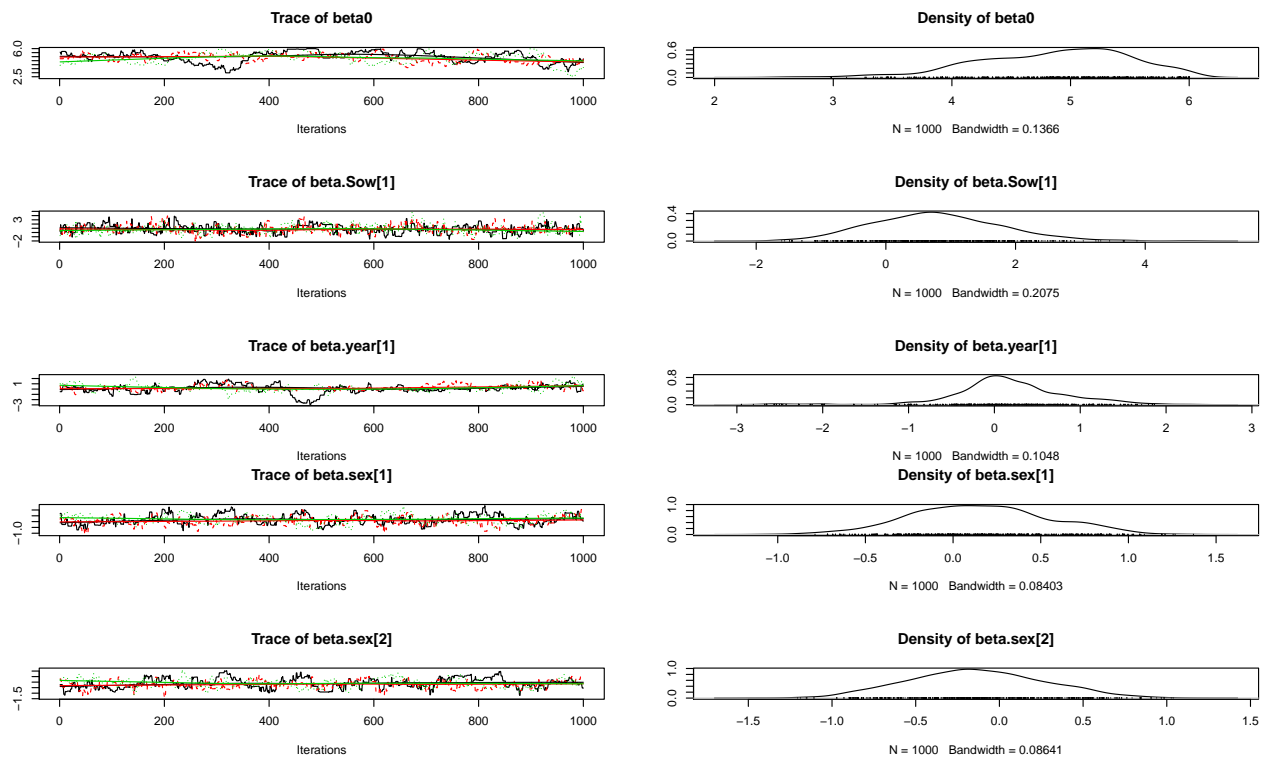 Trace of beta0
2.5 6.0
0 200 400 600 800 1000
Iterations
Density of beta0
0.0 0.6
2 3 4 5 6
N = 1000 Bandwidth = 0.1366
Trace of beta.Sow[1]
−2 3
0 200 400 600 800 1000
Iterations
Density of beta.Sow[1]
0.0 0.4
−2 0 2 4
N = 1000 Bandwidth = 0.2075
Trace of beta.year[1]
−3 1
0 200 400 600 800 1000
Iterations
Density of beta.year[1]
0.0 0.8
−3 −2 −1 0 1 2 3
N = 1000 Bandwidth = 0.1048
Trace of beta.sex[1]
−1.0
0 200 400 600 800 1000
Iterations
Density of beta.sex[1]
0.0 1.0
−1.0 −0.5 0.0 0.5 1.0 1.5
N = 1000 Bandwidth = 0.08403
Trace of beta.sex[2]
−1.5
0 200 400 600 800 1000
Iterations
Density of beta.sex[2]
0.0 1.0
−1.5 −1.0 −0.5 0.0 0.5 1.0 1.5
N = 1000 Bandwidth = 0.08641